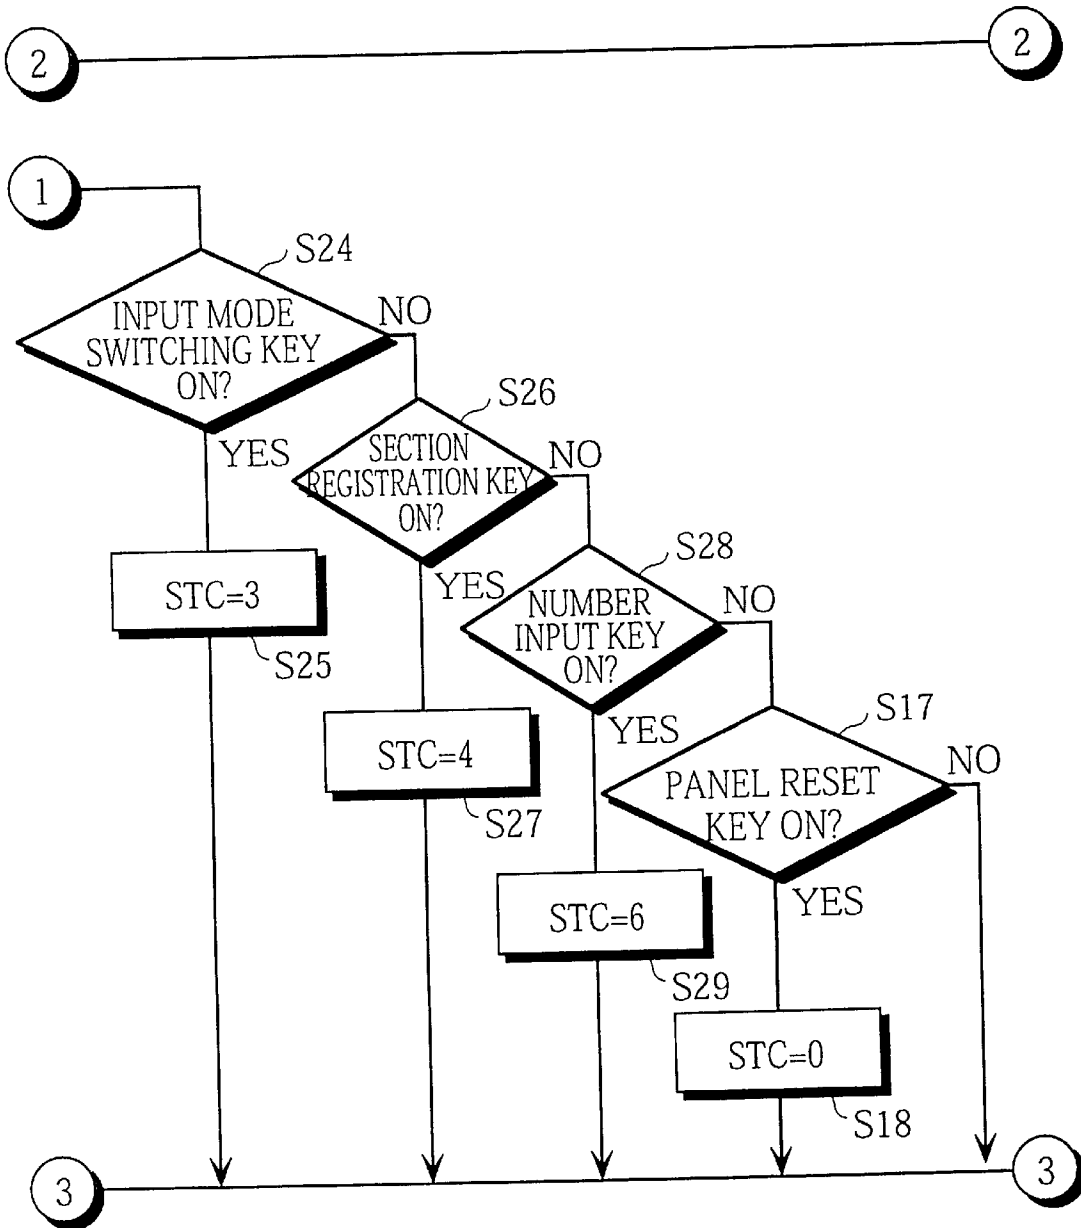 2
2
1
S24
INPUT MODE
SWITCHING KEY
ON?
NO
YES
S26
SECTION
REGISTRATION KEY
ON?
NO
YES
STC=3
S25
S28
NUMBER
INPUT KEY
ON?
NO
YES
STC=4
S27
S17
PANEL RESET
KEY ON?
NO
YES
STC=6
S29
STC=0
S18
3
3